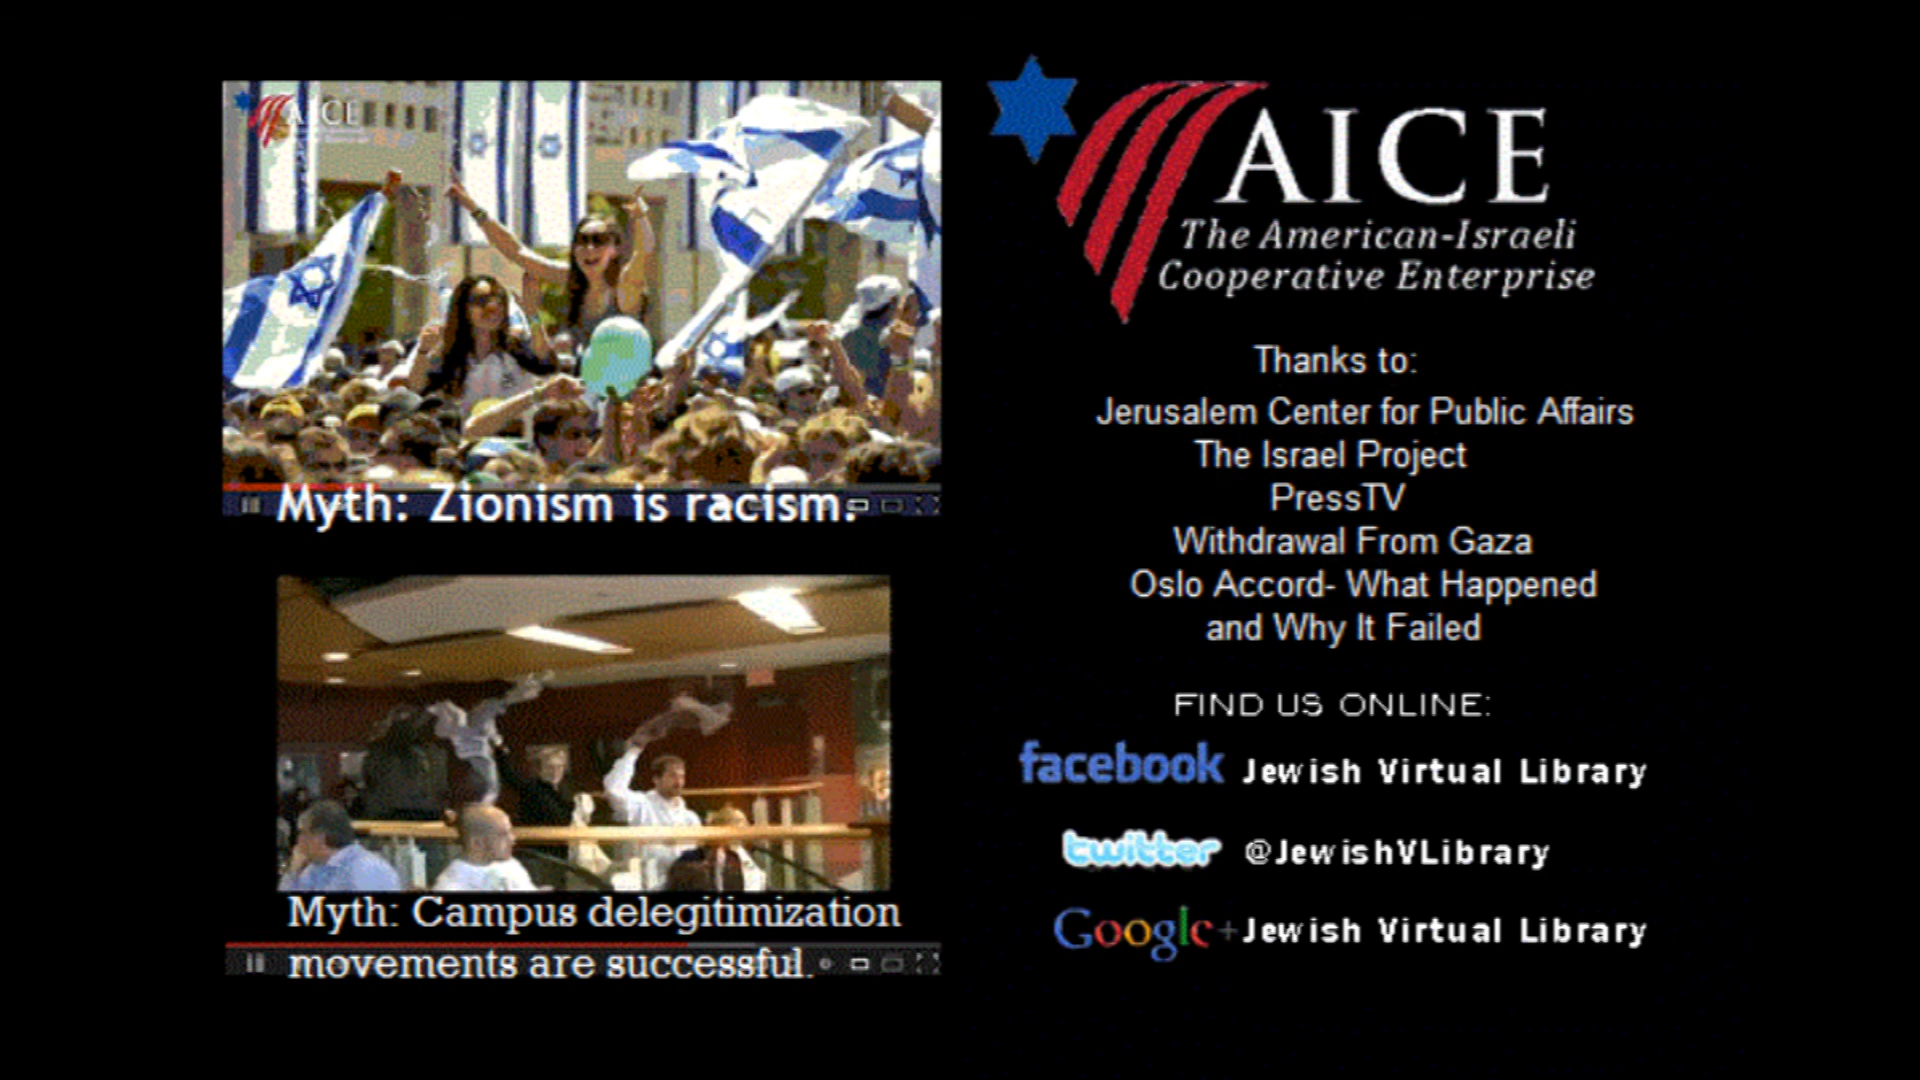 AICE
Myth: Zionism is racism.
Myth: Campus delegitimization
movements are successful.
AICE
The American-Israeli
Cooperative Enterprise
Thanks to:
Jerusalem Center for Public Affairs
The Israel Project
PressTV
Withdrawal From Gaza
Oslo Accord- What Happened
and Why It Failed
FIND US ONLINE:
facebook Jewish Virtual Library
twitter @JewishVLibrary
Google+ Jewish Virtual Library